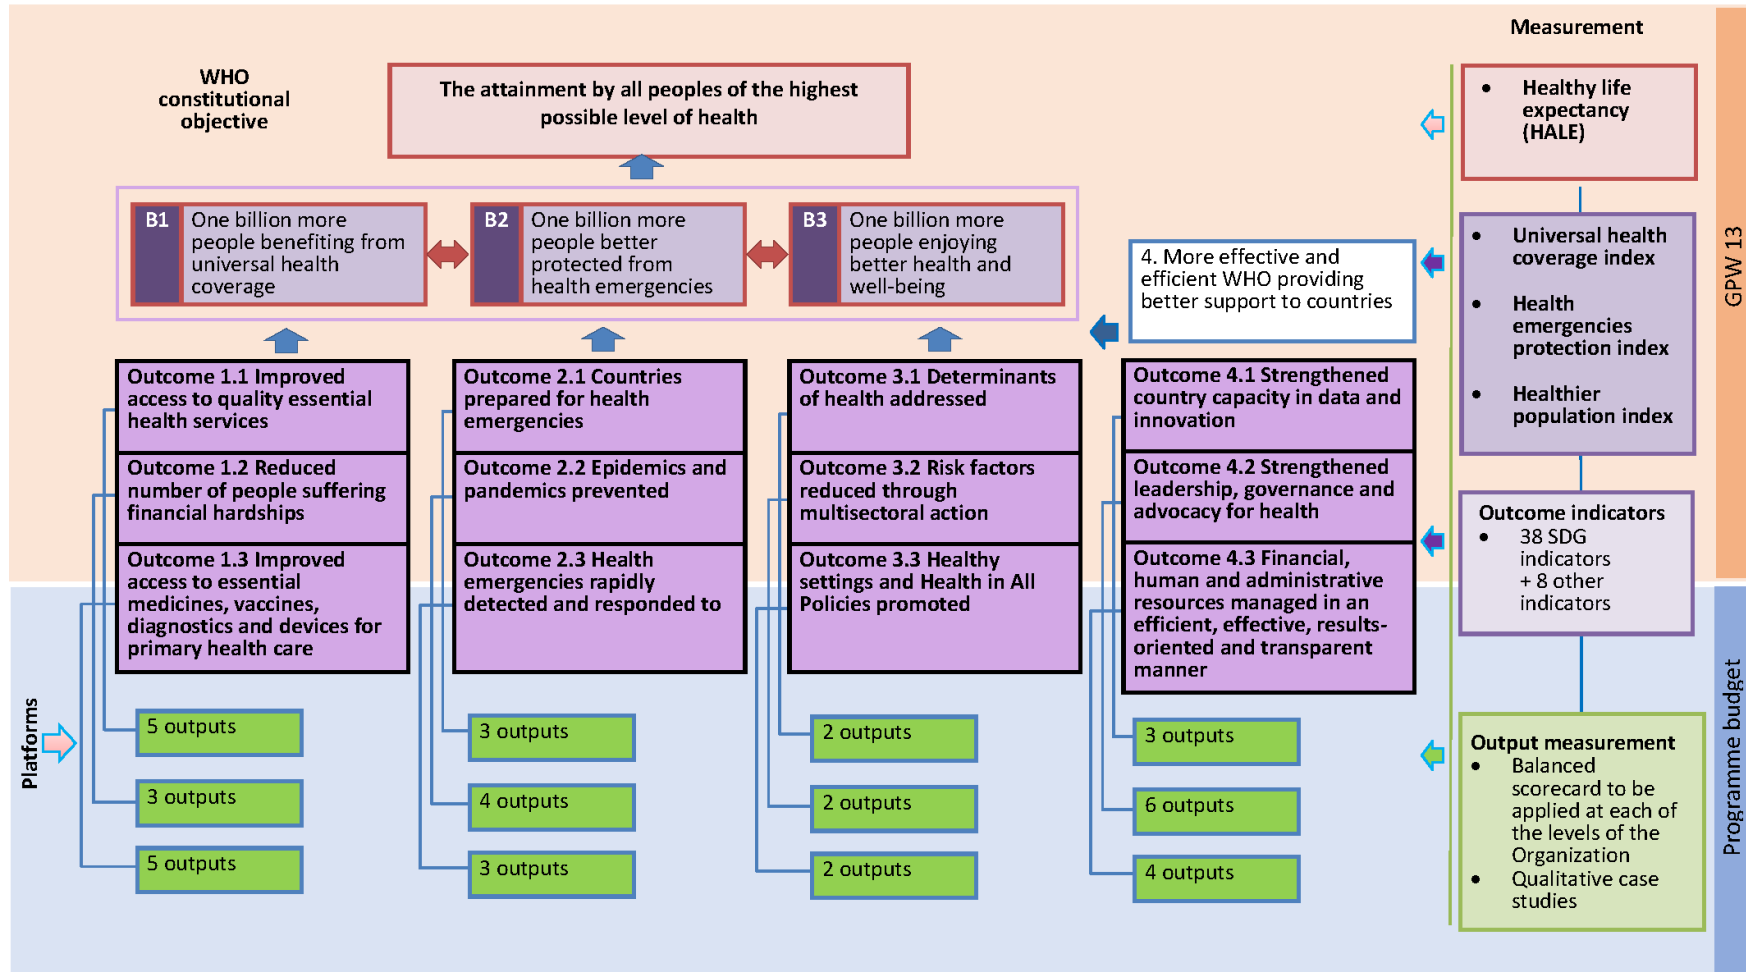 Measurement
WHO
constitutional
objective
The attainment by all peoples of the highest
possible level of health
• Healthy life
expectancy
(HALE)
B1
One billion more
people benefiting from
universal health
coverage
B2
One billion more
people better
protected from
health emergencies
B3
One billion more
people enjoying
better health and
well-being
4. More effective and
efficient WHO providing
better support to countries
• Universal health
coverage index
• Health
emergencies
protection index
• Healthier
population index
GPW 13
Outcome 1.1 Improved
access to quality essential
health services
Outcome 1.2 Reduced
number of people suffering
financial hardships
Outcome 1.3 Improved
access to essential
medicines, vaccines,
diagnostics and devices for
primary health care
Outcome 2.1 Countries
prepared for health
emergencies
Outcome 2.2 Epidemics and
pandemics prevented
Outcome 2.3 Health
emergencies rapidly
detected and responded to
Outcome 3.1 Determinants
of health addressed
Outcome 3.2 Risk factors
reduced through
multisectoral action
Outcome 3.3 Healthy
settings and Health in All
Policies promoted
Outcome 4.1 Strengthened
country capacity in data and
innovation
Outcome 4.2 Strengthened
leadership, governance and
advocacy for health
Outcome 4.3 Financial,
human and administrative
resources managed in an
efficient, effective, results-
oriented and transparent
manner
Outcome indicators
• 38 SDG
indicators
+ 8 other
indicators
Platforms
5 outputs
3 outputs
5 outputs
3 outputs
4 outputs
3 outputs
2 outputs
2 outputs
2 outputs
3 outputs
6 outputs
4 outputs
Output measurement
• Balanced
scorecard to be
applied at each of
the levels of the
Organization
• Qualitative case
studies
Programme budget